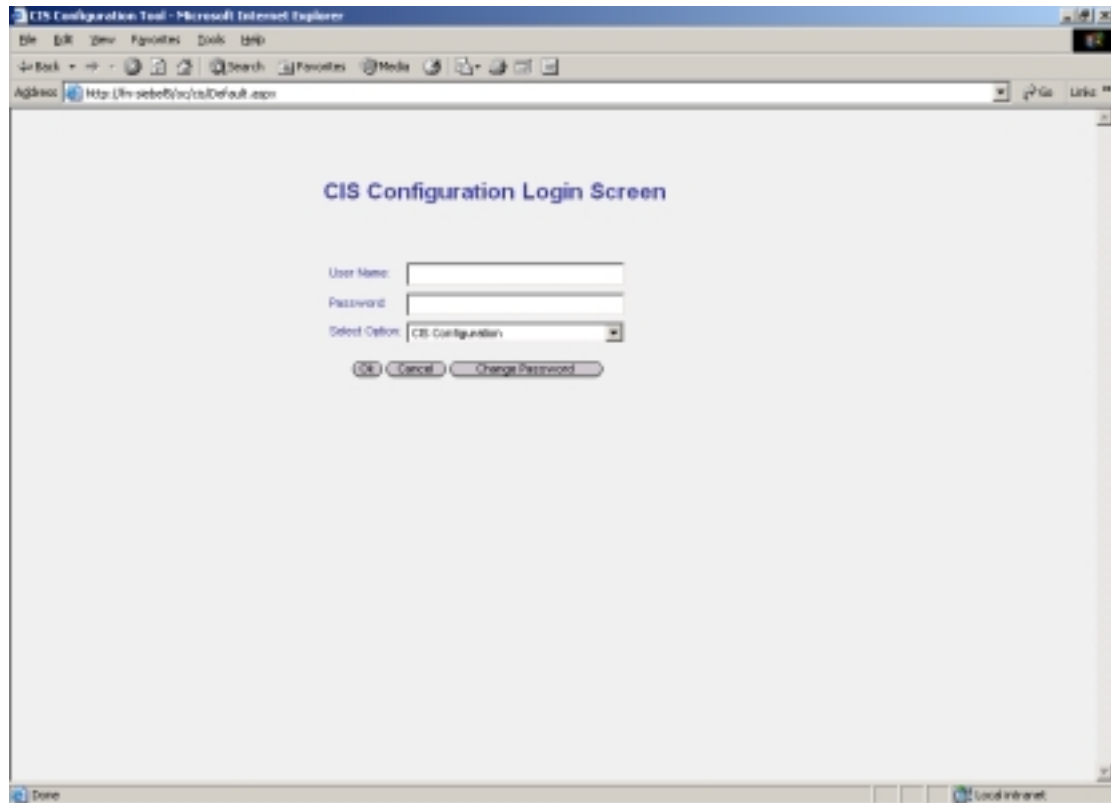 CIS Configuration Tool - Microsoft Internet Explorer
File Edit View Favorites Tools Help
Back Search Favorites Media
Address Go Links
CIS Configuration Login Screen
User Name:
Password:
Select Option: CIS Configuration
Ok Cancel Change Password
Done Local intranet